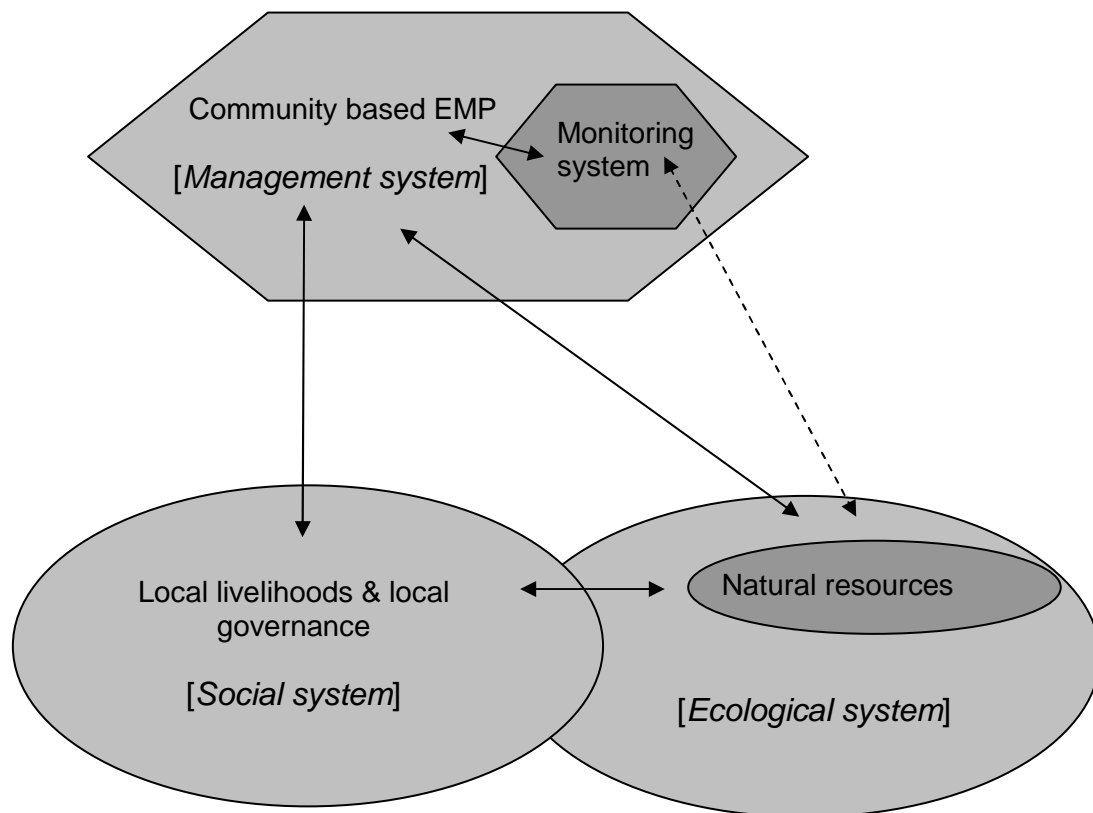 Community based EMP
[Management system]
Monitoring
system
Local livelihoods & local
governance
[Social system]
Natural resources
[Ecological system]